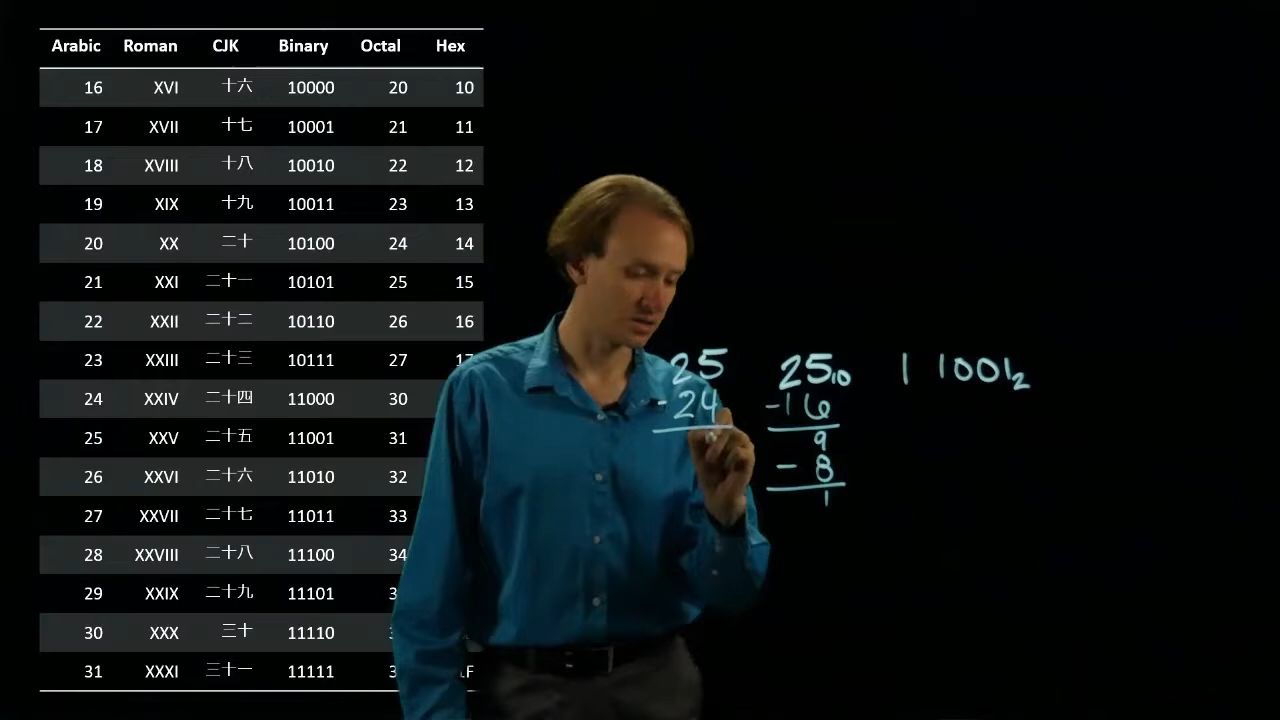 Arabic Roman CJK Binary Octal Hex
16 XVI 十六 10000 20 10
17 XVII 十七 10001 21 11
18 XVIII 十八 10010 22 12
19 XIX 十九 10011 23 13
20 XX 二十 10100 24 14
21 XXI 二十一 10101 25 15
22 XXII 二十二 10110 26 16
23 XXIII 二十三 10111 27 17
24 XXIV 二十四 11000 30
25 XXV 二十五 11001 31
26 XXVI 二十六 11010 32
27 XXVII 二十七 11011 33
28 XXVIII 二十八 11100 34
29 XXIX 二十九 11101 3
30 XXX 三十 11110
31 XXXI 三十一 11111 3 F
25
- 24
25₁₀
-16
9
- 8
1
1 1001₂